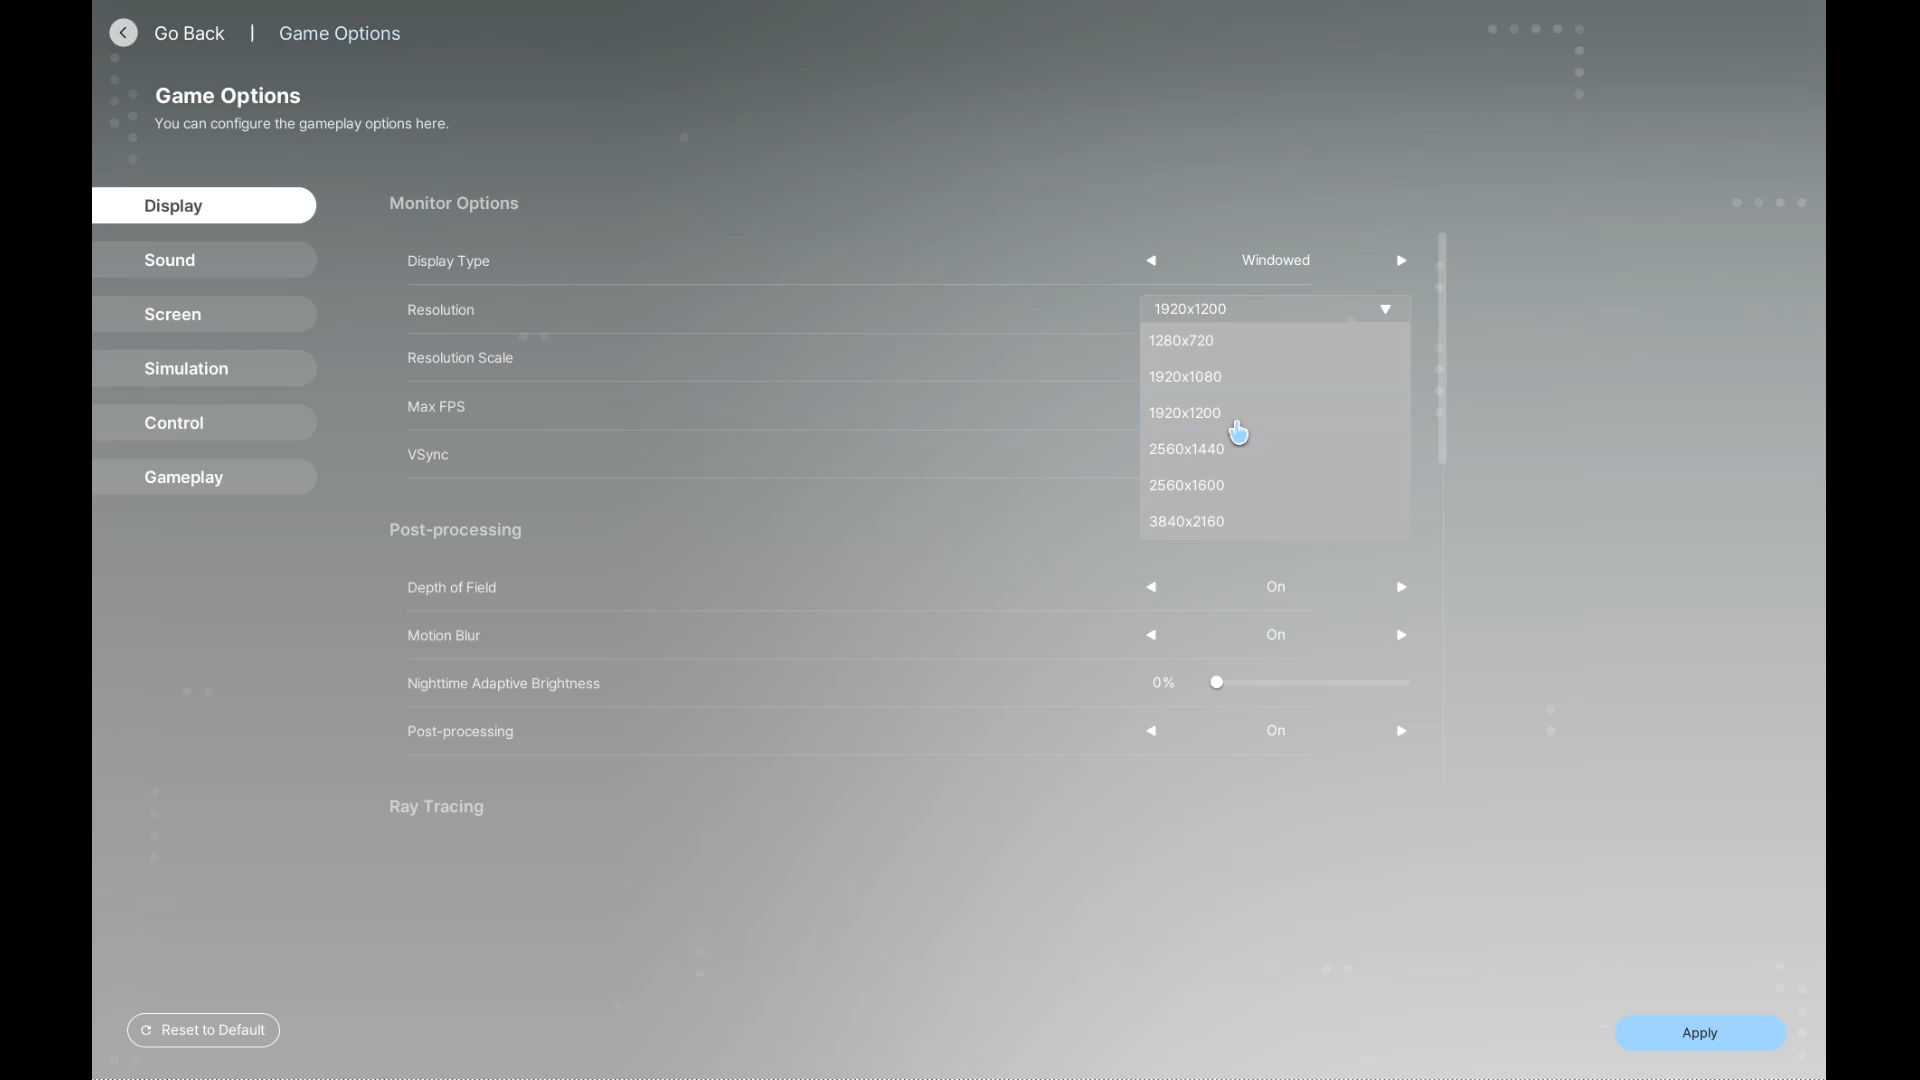 Go Back | Game Options
Game Options
You can configure the gameplay options here.
Display
Sound
Screen
Simulation
Control
Gameplay
Monitor Options
Display Type Windowed
Resolution 1920x1200
1280x720
1920x1080
1920x1200
2560x1440
2560x1600
3840x2160
Resolution Scale
Max FPS
VSync
Post-processing
Depth of Field On
Motion Blur On
Nighttime Adaptive Brightness 0%
Post-processing On
Ray Tracing
Reset to Default
Apply